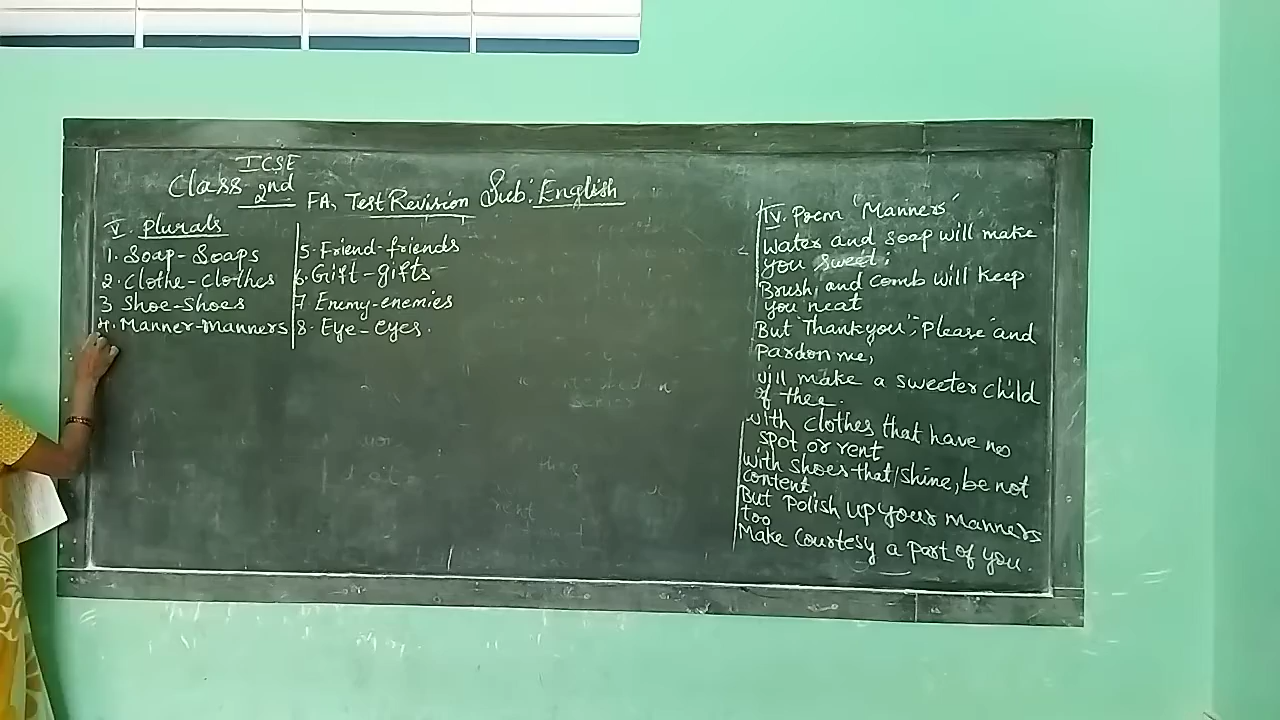 ICSE
Class 2nd FA1 Test Revision Sub: English
V. plurals
1. Soap-Soaps
2. Clothe-Clothes
3 Shoe-Shoes
4. Manner-Manners
5. Friend-friends
6. Gift-gifts
7 Enemy-enemies
8. Eye-eyes.
IV. Poem 'Manners'
Water and soap will make
you sweet;
Brush, and comb will keep
you neat
But "Thank you", "Please" and
pardon me,
will make a sweeter child
of thee.
with clothes that have no
spot or rent
With shoes that shine, be not
content,
But Polish up your manners
too
Make Courtesy a part of you.